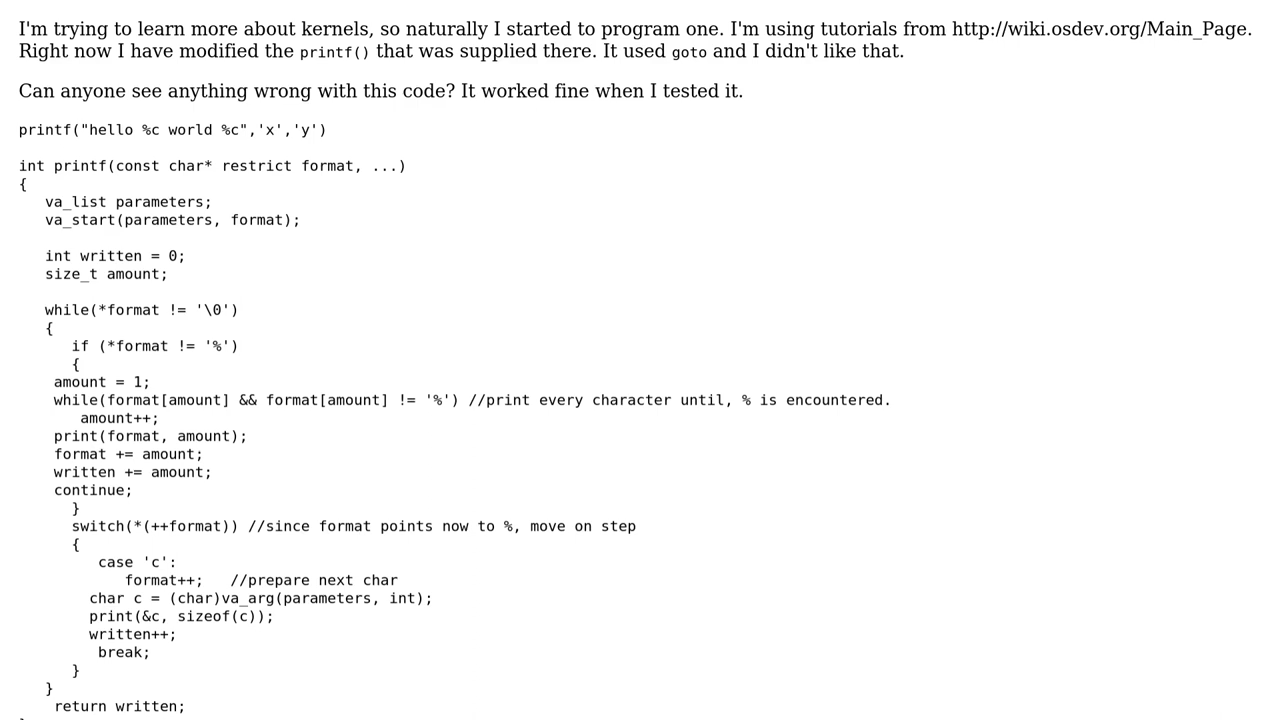 I'm trying to learn more about kernels, so naturally I started to program one. I'm using tutorials from http://wiki.osdev.org/Main_Page.
Right now I have modified the printf() that was supplied there. It used goto and I didn't like that.
Can anyone see anything wrong with this code? It worked fine when I tested it.
printf("hello %c world %c",'x','y')
int printf(const char* restrict format, ...)
{
   va_list parameters;
   va_start(parameters, format);
   int written = 0;
   size_t amount;
   while(*format != '\0')
   {
      if (*format != '%')
      {
    amount = 1;
    while(format[amount] && format[amount] != '%') //print every character until, % is encountered.
       amount++;
    print(format, amount);
    format += amount;
    written += amount;
    continue;
      }
      switch(*(++format)) //since format points now to %, move on step
      {
         case 'c':
            format++;   //prepare next char
        char c = (char)va_arg(parameters, int);
        print(&c, sizeof(c));
        written++;
         break;
      }
   }
    return written;